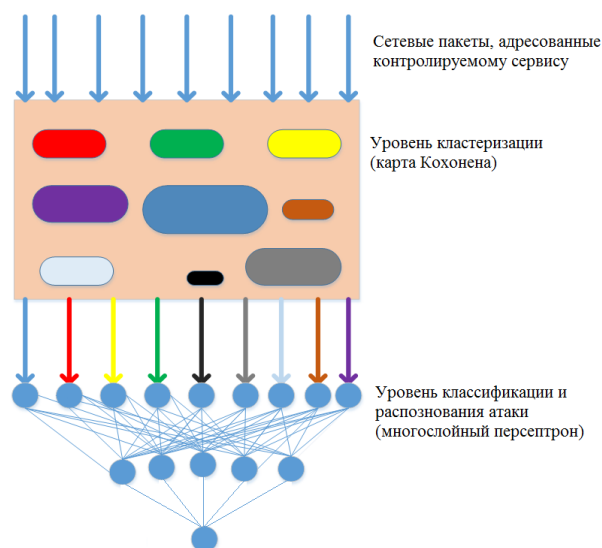 Сетевые пакеты, адресованные
контролируемому сервису
Уровень кластеризации
(карта Кохонена)
Уровень классификации и
распознования атаки
(многослойный персептрон)